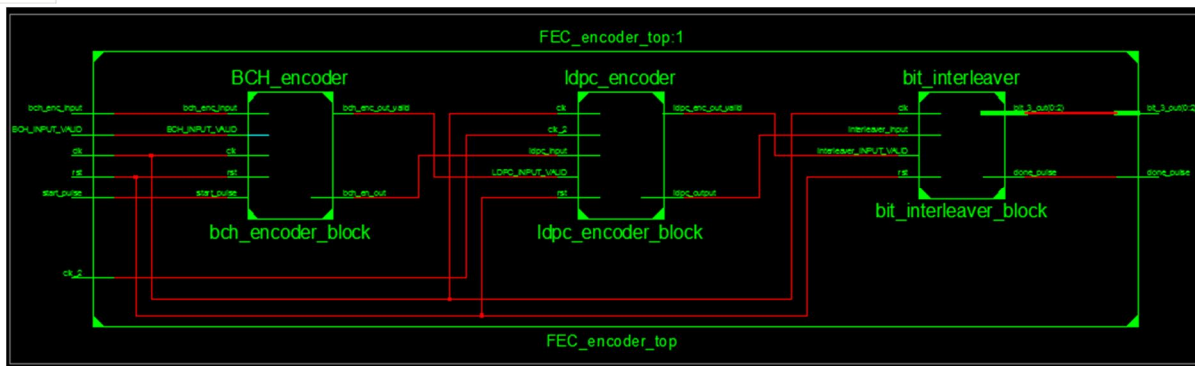 FEC_encoder_top:1
BCH_encoder
ldpc_encoder
bit_interleaver
bch_enc_input
bch_enc_input
bch_enc_out_valid
clk
ldpc_enc_out_valid
clk
bit_3_out(0:2)
bit_3_out(0:2)
BCH_INPUT_VALID
BCH_INPUT_VALID
clk_2
interleaver_input
clk
clk
ldpc_input
interleaver_INPUT_VALID
rst
rst
LDPC_INPUT_VALID
rst
done_pulse
done_pulse
start_pulse
start_pulse
bch_en_out
rst
ldpc_output
bch_encoder_block
ldpc_encoder_block
bit_interleaver_block
clk_2
FEC_encoder_top